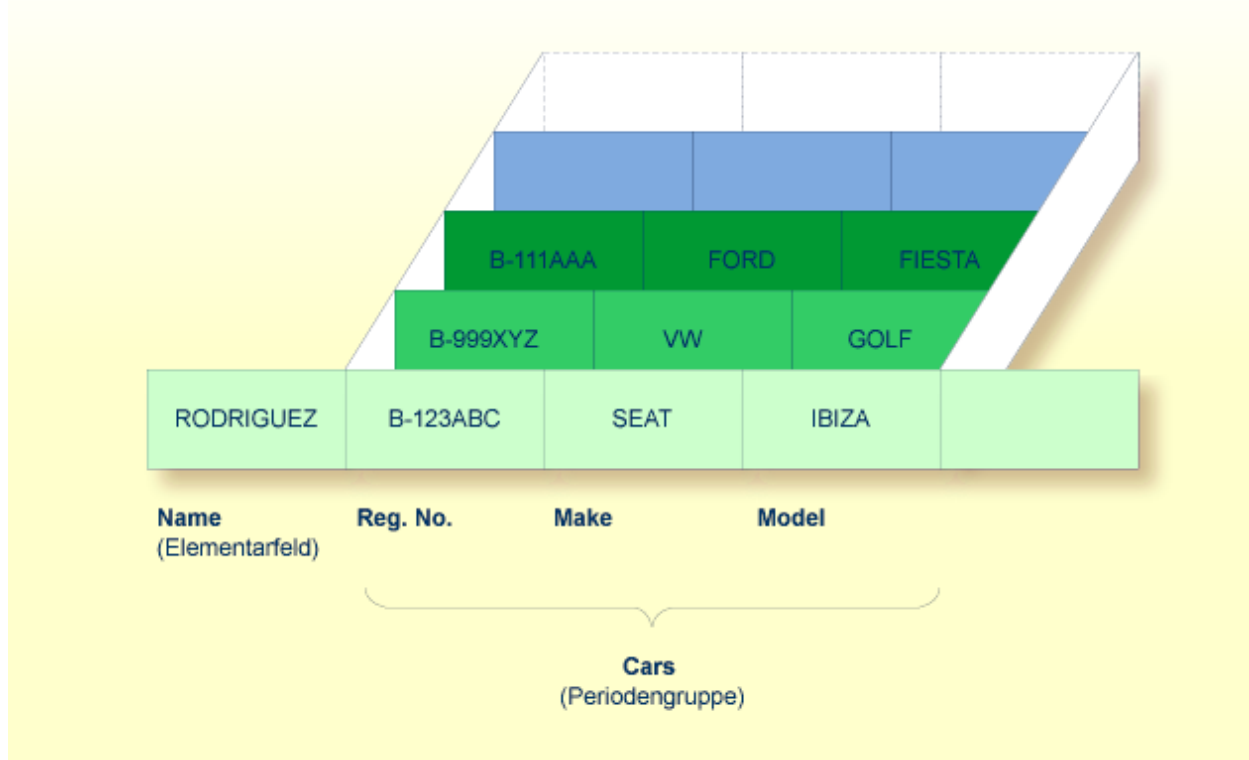 B-111AAA FORD FIESTA
B-999XYZ VW GOLF
RODRIGUEZ B-123ABC SEAT IBIZA
Name Reg. No. Make Model
(Elementarfeld)
Cars
(Periodengruppe)